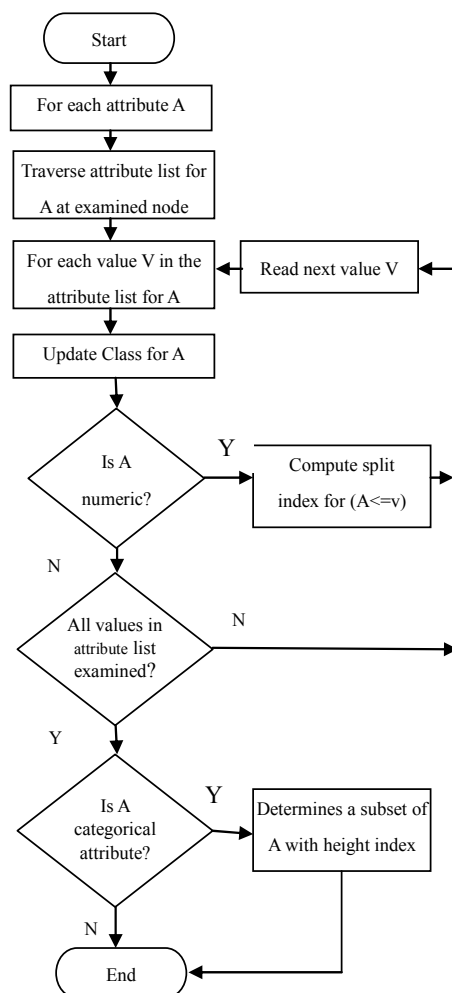 Start
For each attribute A
Traverse attribute list for
A at examined node
For each value V in the
attribute list for A
Read next value V
Update Class for A
Is A
numeric?
Y
Compute split
index for (A<=v)
N
All values in
attribute list
examined?
N
Y
Is A
categorical
attribute?
Y
Determines a subset of
A with height index
N
End